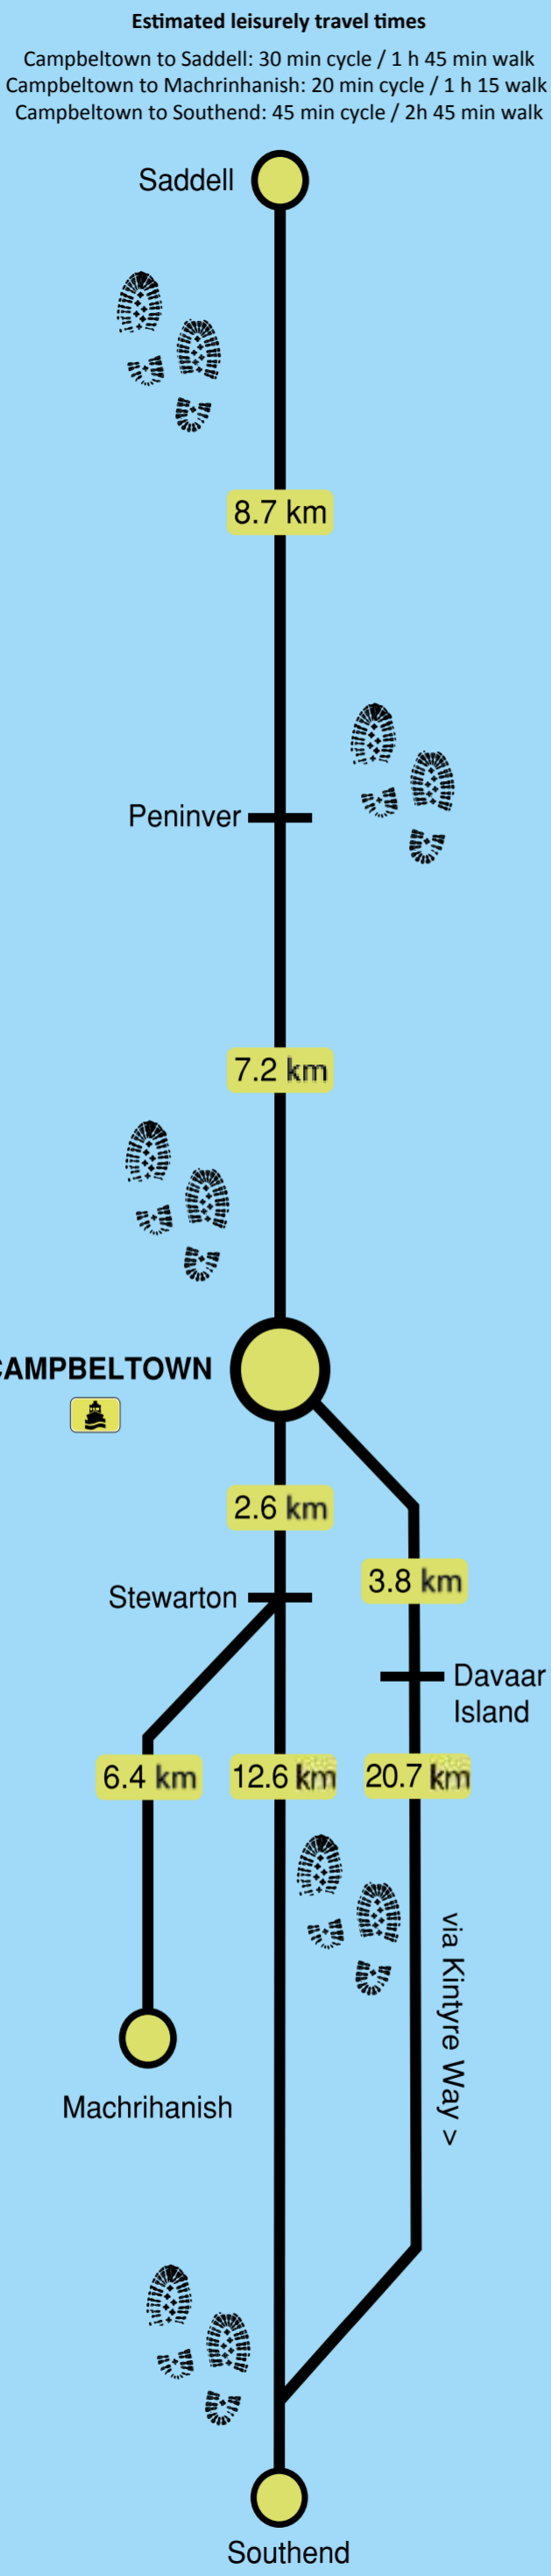 Estimated leisurely travel times
Campbeltown to Saddell: 30 min cycle / 1 h 45 min walk
Campbeltown to Machrinhanish: 20 min cycle / 1 h 15 walk
Campbeltown to Southend: 45 min cycle / 2h 45 min walk
Saddell
8.7 km
Peninver
7.2 km
CAMPBELTOWN
2.6 km
3.8 km
Stewarton
Davaar
Island
6.4 km
12.6 km
20.7 km
via Kintyre Way >
Machrihanish
Southend